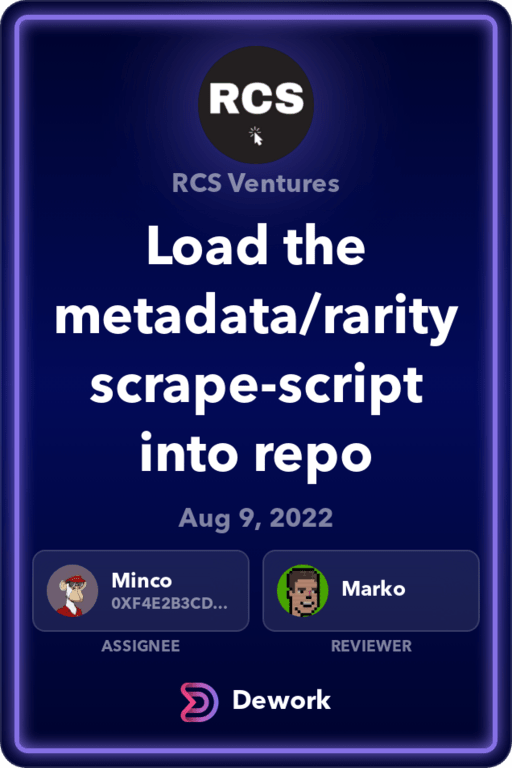 RCS
RCS Ventures
Load the
metadata/rarity
scrape-script
into repo
Aug 9, 2022
Minco
0XF4E2B3CD...
Marko
ASSIGNEE
REVIEWER
Dework